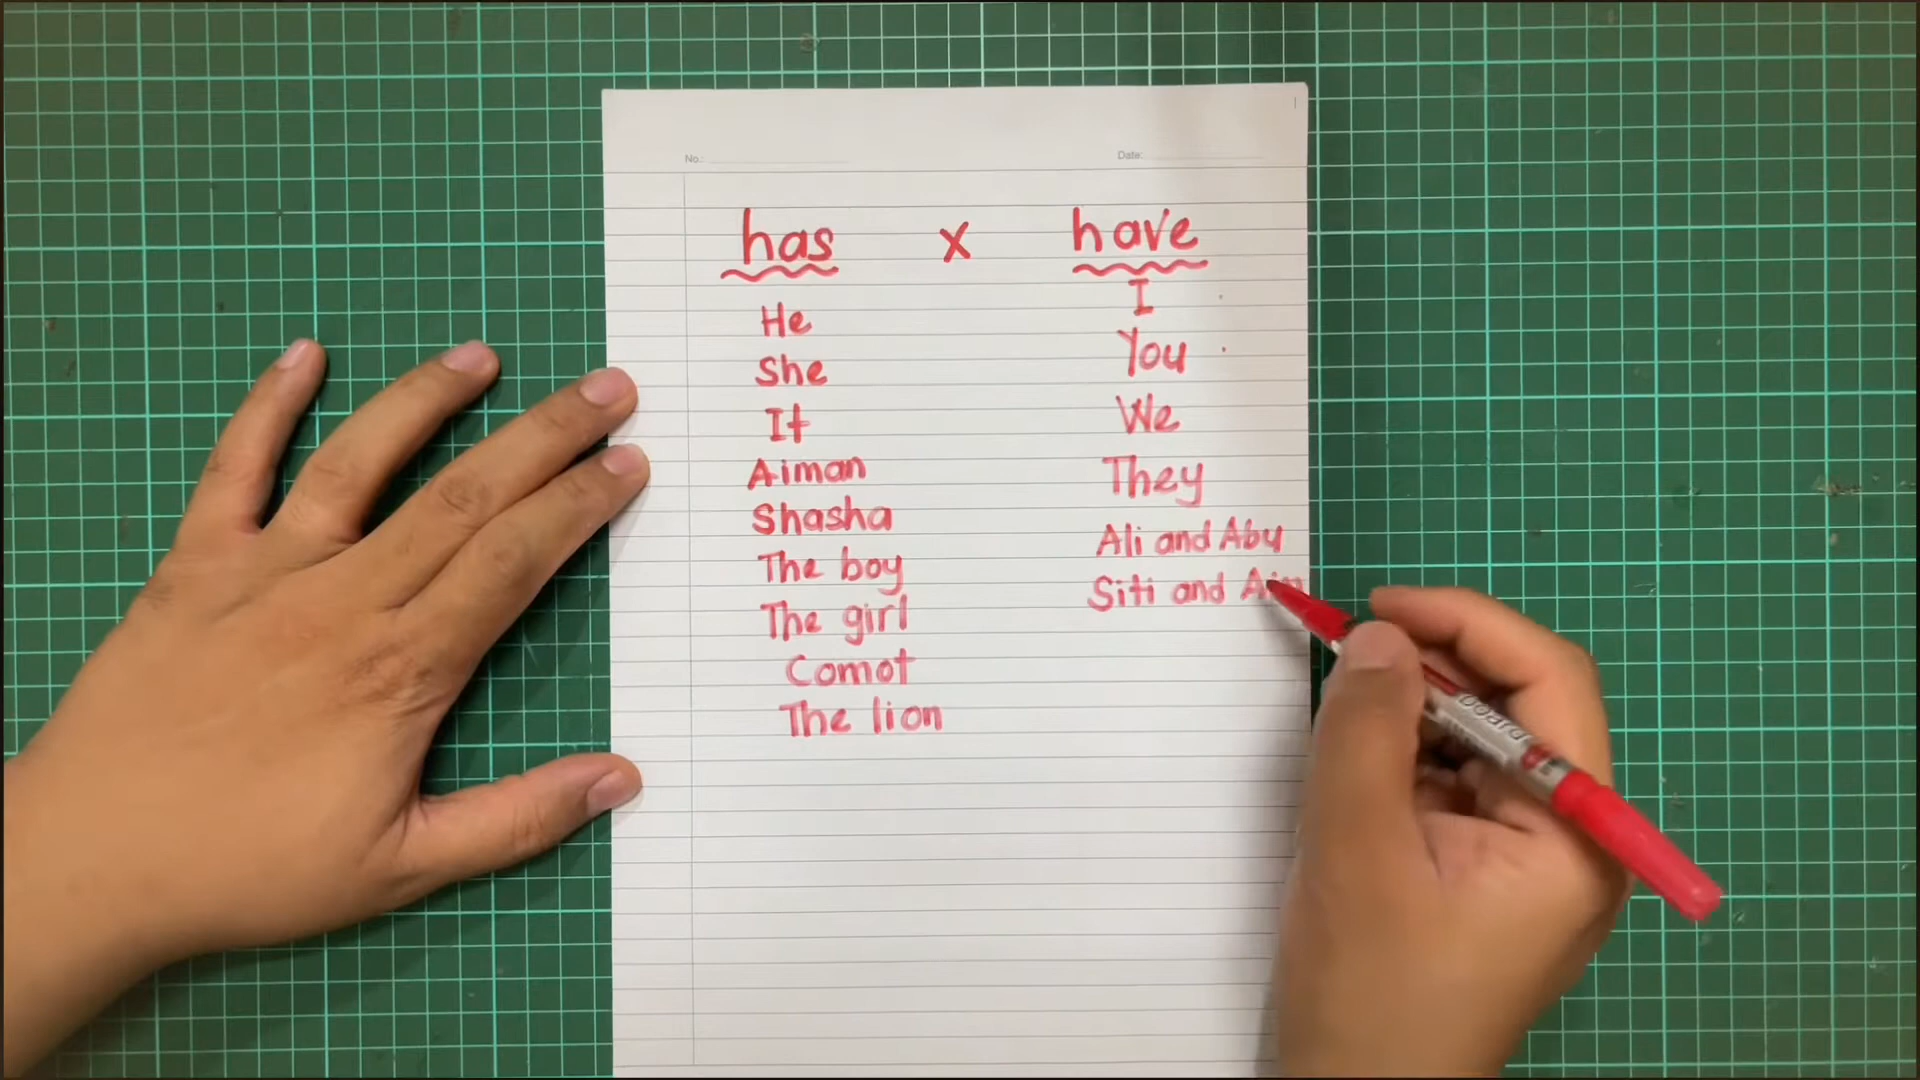 No.:
Date:
has x have
He
She
It
Aiman
Shasha
The boy
The girl
Comot
The lion
I
You
We
They
Ali and Abu
Siti and